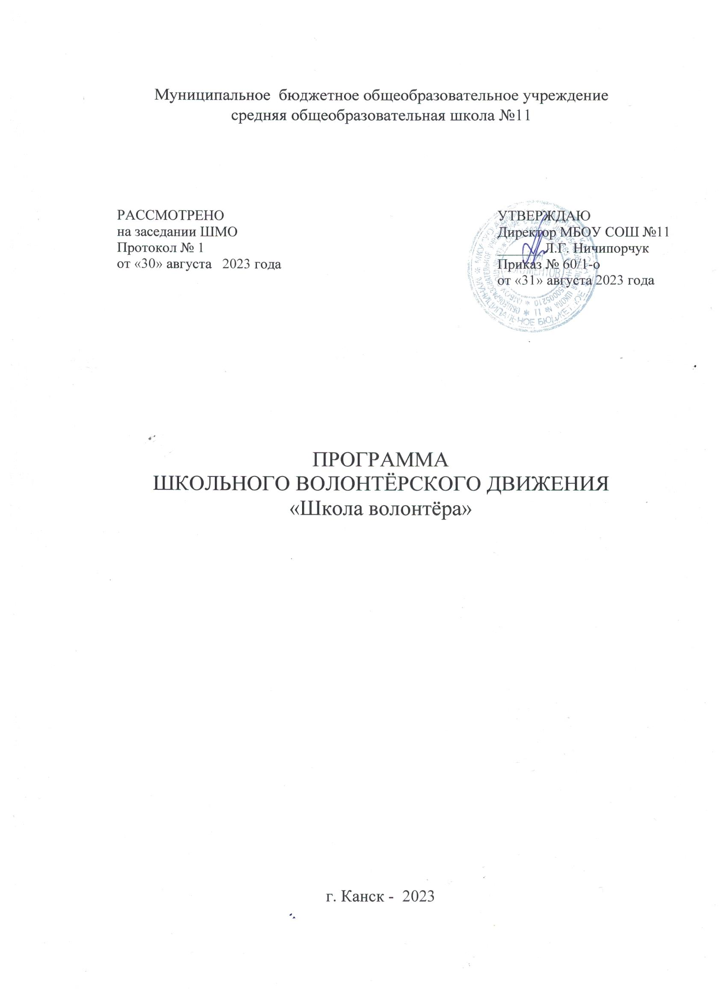 Муниципальное бюджетное общеобразовательное учреждение
средняя общеобразовательная школа №11
РАССМОТРЕНО
на заседании ШМО
Протокол № 1
от «30» августа 2023 года
УТВЕРЖДАЮ
Директор МБОУ СОШ №11
______Л.Г. Ничипорчук
Приказ № 60/1-о
от «31» августа 2023 года
ПРОГРАММА
ШКОЛЬНОГО ВОЛОНТЁРСКОГО ДВИЖЕНИЯ
«Школа волонтёра»
г. Канск - 2023